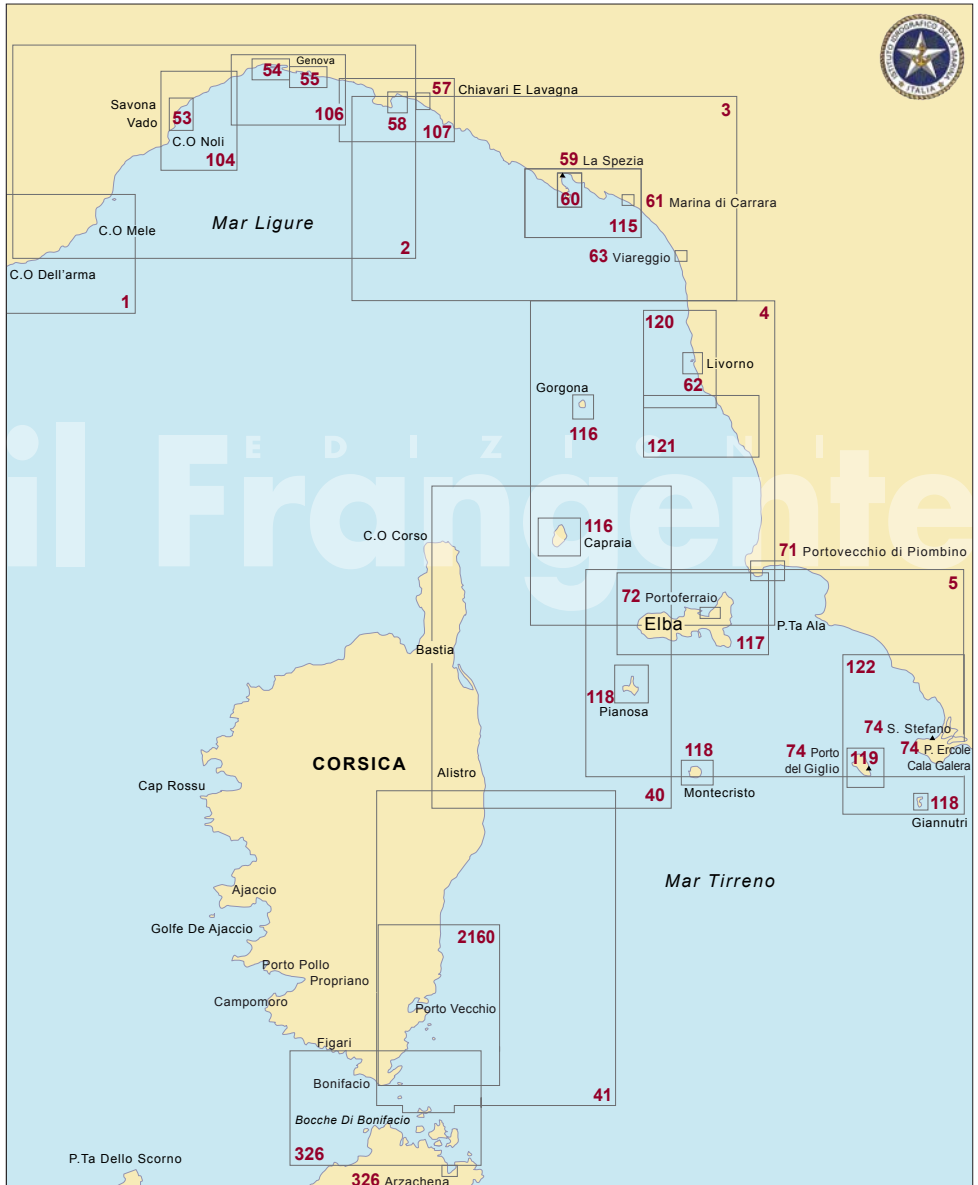 ISTITUTO IDROGRAFICO DELLA MARINA
ITALIA
Genova
54
55
57 Chiavari E Lavagna
Savona
Vado
53
106
58
3
C.O Noli
107
104
59 La Spezia
60
61 Marina di Carrara
Mar Ligure
115
C.O Mele
2
63 Viareggio
C.O Dell'arma
1
4
120
Livorno
62
Gorgona
116
121
EDIZIONI
il Frangente
C.O Corso
116
Capraia
71 Portovecchio di Piombino
5
72 Portoferraio
Elba
P.Ta Ala
117
Bastia
122
118
Pianosa
74 S. Stefano
74 Porto
del Giglio
119
74 P. Ercole
Cala Galera
CORSICA
Alistro
118
Montecristo
Cap Rossu
40
118
Giannutri
Mar Tirreno
Ajaccio
Golfe De Ajaccio
2160
Porto Pollo
Propriano
Campomoro
Porto Vecchio
Figari
Bonifacio
41
Bocche Di Bonifacio
326
P.Ta Dello Scorno
326 Arzachena